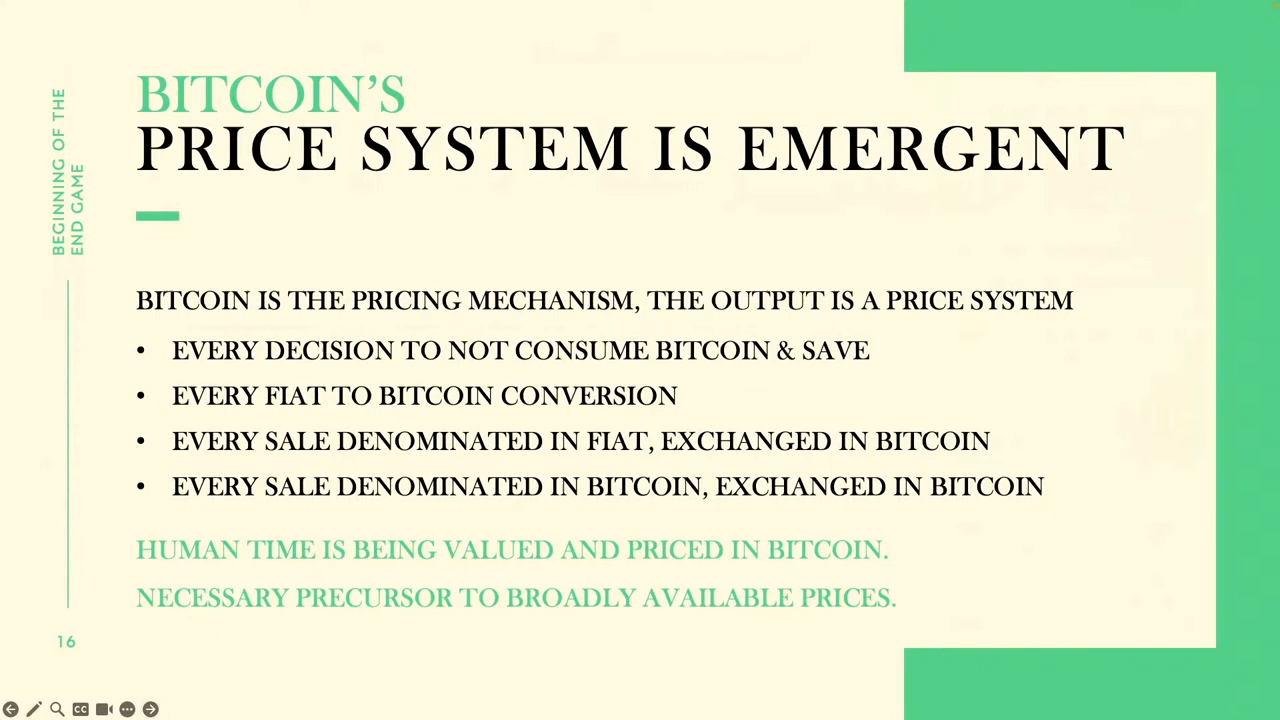 BEGINNING OF THE
END GAME
BITCOIN’S
PRICE SYSTEM IS EMERGENT
BITCOIN IS THE PRICING MECHANISM, THE OUTPUT IS A PRICE SYSTEM
• EVERY DECISION TO NOT CONSUME BITCOIN & SAVE
• EVERY FIAT TO BITCOIN CONVERSION
• EVERY SALE DENOMINATED IN FIAT, EXCHANGED IN BITCOIN
• EVERY SALE DENOMINATED IN BITCOIN, EXCHANGED IN BITCOIN
HUMAN TIME IS BEING VALUED AND PRICED IN BITCOIN.
NECESSARY PRECURSOR TO BROADLY AVAILABLE PRICES.
16
CC